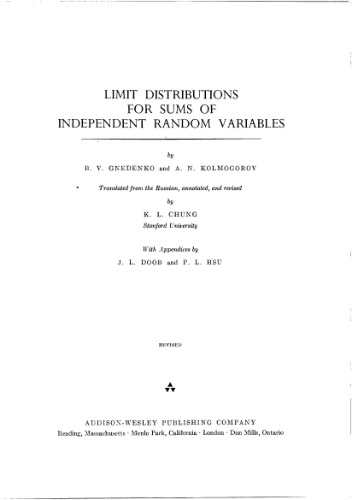 LIMIT DISTRIBUTIONS
FOR SUMS OF
INDEPENDENT RANDOM VARIABLES
by
B. V. GNEDENKO and A. N. KOLMOGOROV
Translated from the Russian, annotated, and revised
by
K. L. CHUNG
Stanford University
With Appendices by
J. L. DOOB and P. L. HSU
REVISED
ADDISON-WESLEY PUBLISHING COMPANY
Reading, Massachusetts · Menlo Park, California · London · Don Mills, Ontario